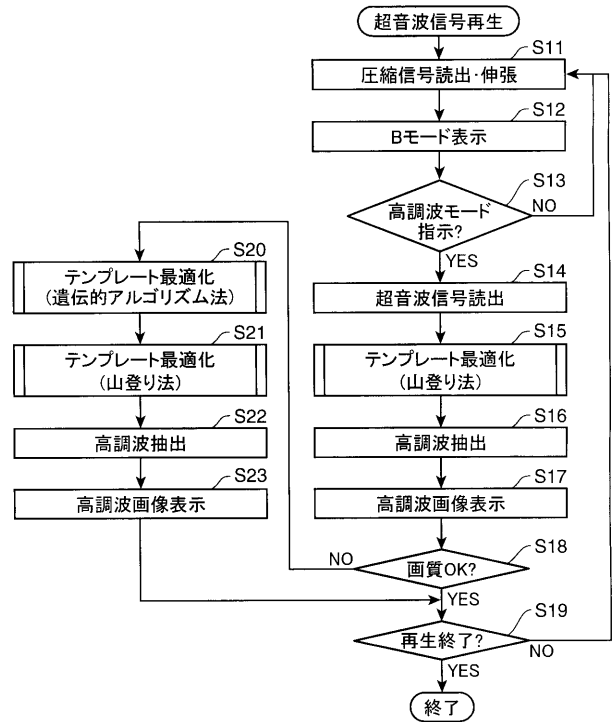 超音波信号再生
S11
圧縮信号読出・伸張
S12
Bモード表示
S13
高調波モード
指示?
NO
YES
S14
超音波信号読出
S15
テンプレート最適化
(山登り法)
S16
高調波抽出
S17
高調波画像表示
S18
画質OK?
NO
YES
S20
テンプレート最適化
(遺伝的アルゴリズム法)
S21
テンプレート最適化
(山登り法)
S22
高調波抽出
S23
高調波画像表示
S19
再生終了?
NO
YES
終了